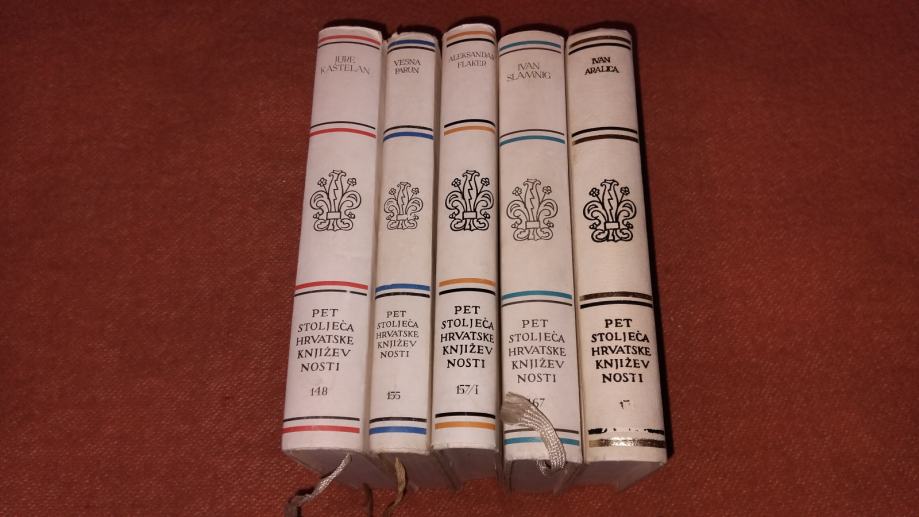 JURE
KAŠTELAN
PET
STOLJEĆA
HRVATSKE
KNJIŽEV
NOSTI
148
VESNA
PARUN
PET
STOLJEĆA
HRVATSKE
KNJIŽEV
NOSTI
155
ALEKSANDAR
FLAKER
PET
STOLJEĆA
HRVATSKE
KNJIŽEV
NOSTI
157/I
IVAN
SLAMNIG
PET
STOLJEĆA
HRVATSKE
KNJIŽEV
NOSTI
167
IVAN
ARALICA
PET
STOLJEĆA
HRVATSKE
KNJIŽEV
NOSTI